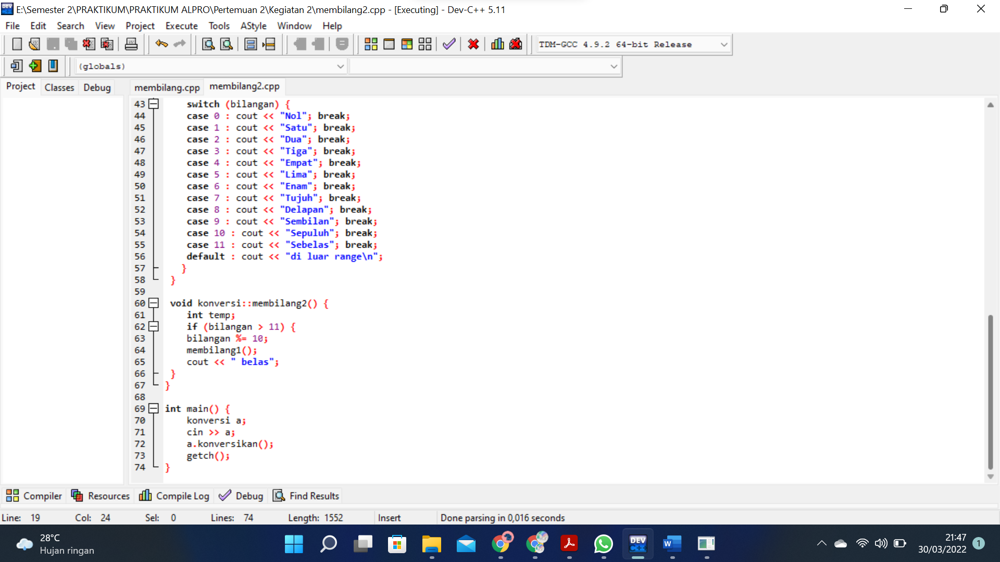 E:\Semester 2\PRAKTIKUM\PRAKTIKUM ALPRO\Pertemuan 2\Kegiatan 2\membilang2.cpp - [Executing] - Dev-C++ 5.11
File Edit Search View Project Execute Tools AStyle Window Help
TDM-GCC 4.9.2 64-bit Release
(globals)
Project Classes Debug membilang.cpp membilang2.cpp
43 switch (bilangan) {
44 case 0 : cout << "Nol"; break;
45 case 1 : cout << "Satu"; break;
46 case 2 : cout << "Dua"; break;
47 case 3 : cout << "Tiga"; break;
48 case 4 : cout << "Empat"; break;
49 case 5 : cout << "Lima"; break;
50 case 6 : cout << "Enam"; break;
51 case 7 : cout << "Tujuh"; break;
52 case 8 : cout << "Delapan"; break;
53 case 9 : cout << "Sembilan"; break;
54 case 10 : cout << "Sepuluh"; break;
55 case 11 : cout << "Sebelas"; break;
56 default : cout << "di luar range\n";
57 }
58 }
59
60 void konversi::membilang2() {
61 int temp;
62 if (bilangan > 11) {
63 bilangan %= 10;
64 membilang1();
65 cout << " belas";
66 }
67 }
68
69 int main() {
70 konversi a;
71 cin >> a;
72 a.konversikan();
73 getch();
74 }
Compiler Resources Compile Log Debug Find Results
Line: 19 Col: 24 Sel: 0 Lines: 74 Length: 1552 Insert Done parsing in 0,016 seconds
28°C
Hujan ringan
DEV C++
W
21:47
30/03/2022
1